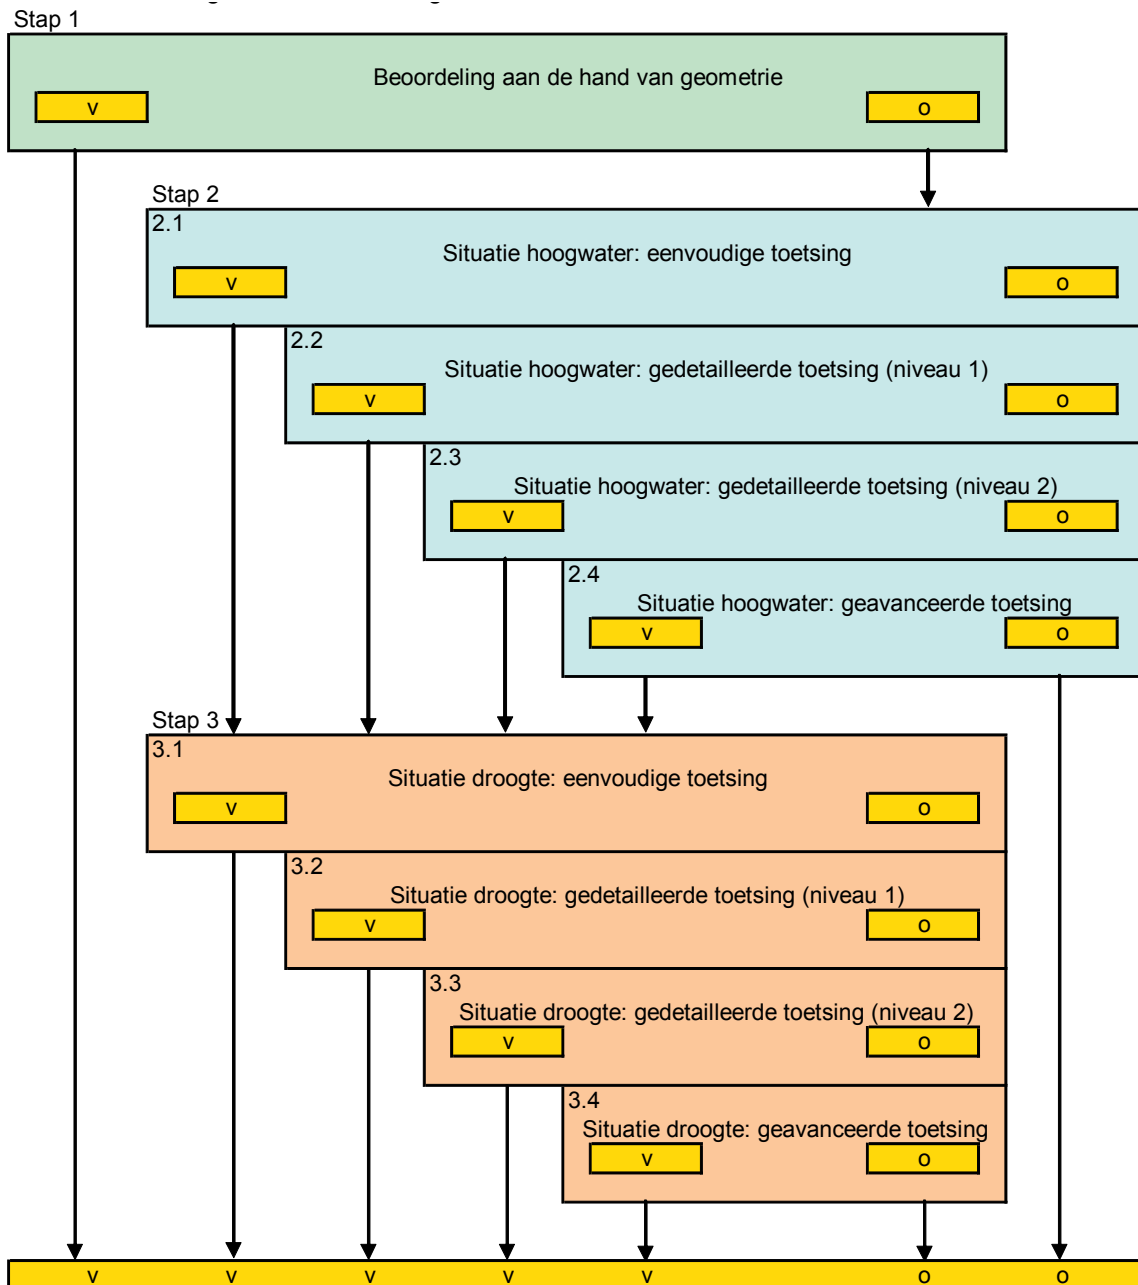 Stap 1
Beoordeling aan de hand van geometrie
v o
Stap 2
2.1
Situatie hoogwater: eenvoudige toetsing
v o
2.2
Situatie hoogwater: gedetailleerde toetsing (niveau 1)
v o
2.3
Situatie hoogwater: gedetailleerde toetsing (niveau 2)
v o
2.4
Situatie hoogwater: geavanceerde toetsing
v o
Stap 3
3.1
Situatie droogte: eenvoudige toetsing
v o
3.2
Situatie droogte: gedetailleerde toetsing (niveau 1)
v o
3.3
Situatie droogte: gedetailleerde toetsing (niveau 2)
v o
3.4
Situatie droogte: geavanceerde toetsing
v o
v v v v v o o